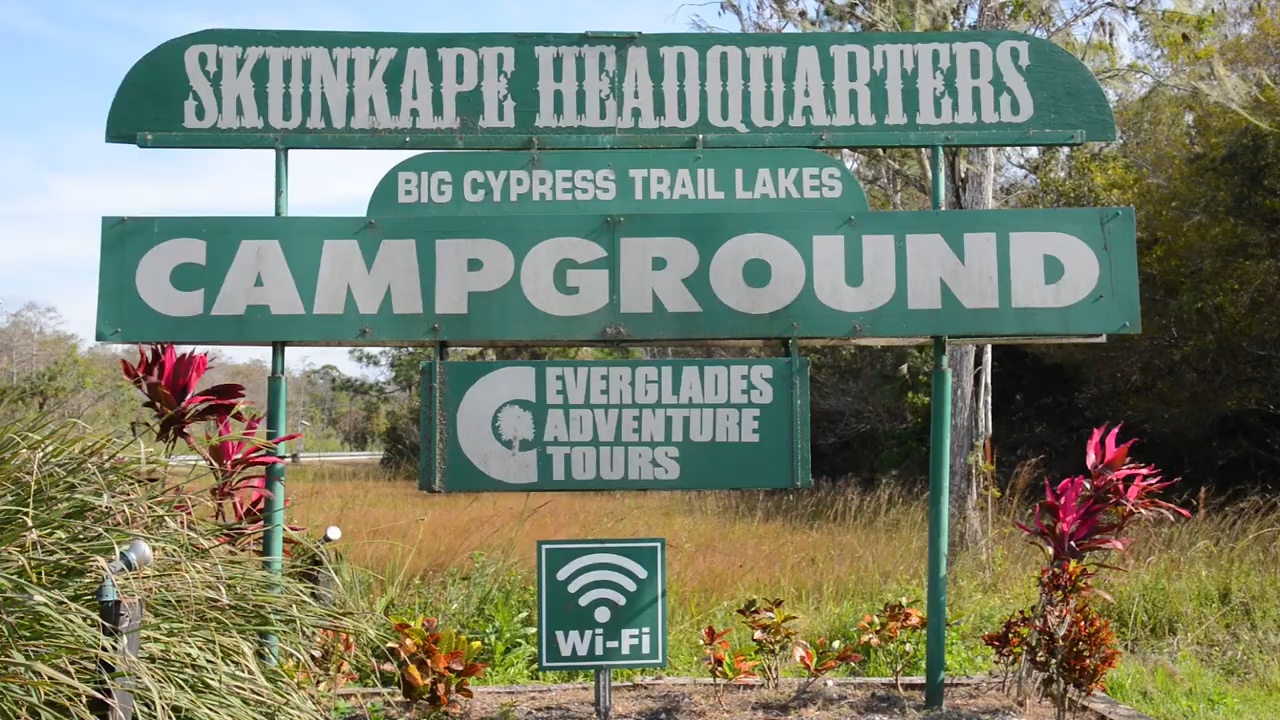 SKUNKAPE HEADQUARTERS
BIG CYPRESS TRAIL LAKES
CAMPGROUND
EVERGLADES
ADVENTURE
TOURS
Wi-Fi